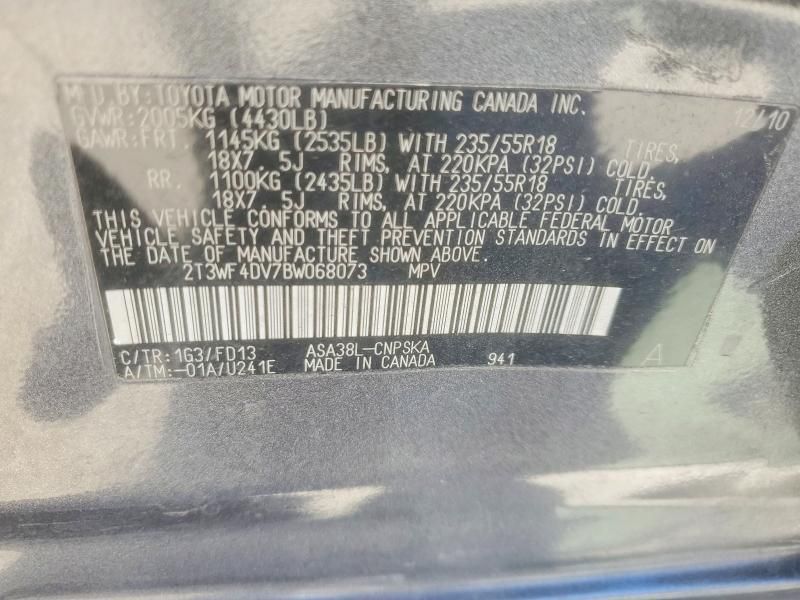 MFD. BY: TOYOTA MOTOR MANUFACTURING CANADA INC.
GVWR: 2005KG (4430LB) 12/10
GAWR: FRT. 1145KG (2535LB) WITH 235/55R18 TIRES,
18X7. 5J RIMS, AT 220KPA (32PSI) COLD.
RR. 1100KG (2435LB) WITH 235/55R18 TIRES,
18X7. 5J RIMS, AT 220KPA (32PSI) COLD.
THIS VEHICLE CONFORMS TO ALL APPLICABLE FEDERAL MOTOR
VEHICLE SAFETY AND THEFT PREVENTION STANDARDS IN EFFECT ON
THE DATE OF MANUFACTURE SHOWN ABOVE.
2T3WF4DV7BW068073 MPV
C/TR: 1G3/FD13 ASA38L-CNPSKA
A/TM: -01A/U241E MADE IN CANADA 941 A